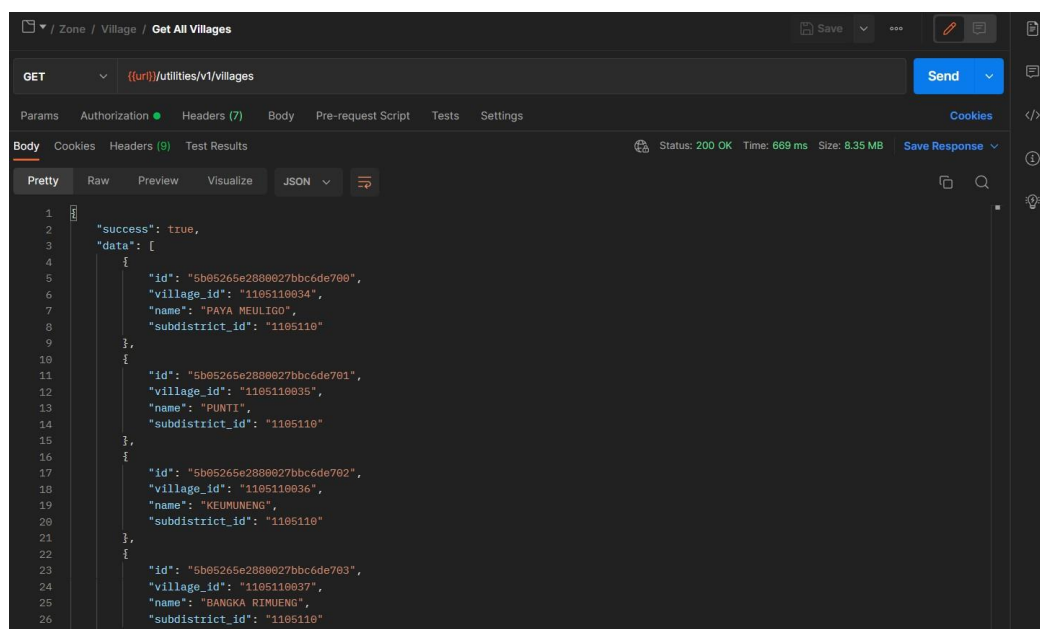 / Zone / Village / Get All Villages
Save
GET {{url}}/utilities/v1/villages Send
Params Authorization Headers (7) Body Pre-request Script Tests Settings Cookies
Body Cookies Headers (9) Test Results Status: 200 OK Time: 669 ms Size: 8.35 MB Save Response
Pretty Raw Preview Visualize JSON
1 {
2 "success": true,
3 "data": [
4 {
5 "id": "5b05265e2880027bbc6de700",
6 "village_id": "1105110034",
7 "name": "PAYA MEULIGO",
8 "subdistrict_id": "1105110"
9 },
10 {
11 "id": "5b05265e2880027bbc6de701",
12 "village_id": "1105110035",
13 "name": "PUNTI",
14 "subdistrict_id": "1105110"
15 },
16 {
17 "id": "5b05265e2880027bbc6de702",
18 "village_id": "1105110036",
19 "name": "KEUMUNENG",
20 "subdistrict_id": "1105110"
21 },
22 {
23 "id": "5b05265e2880027bbc6de703",
24 "village_id": "1105110037",
25 "name": "BANGKA RIMUENG",
26 "subdistrict_id": "1105110"